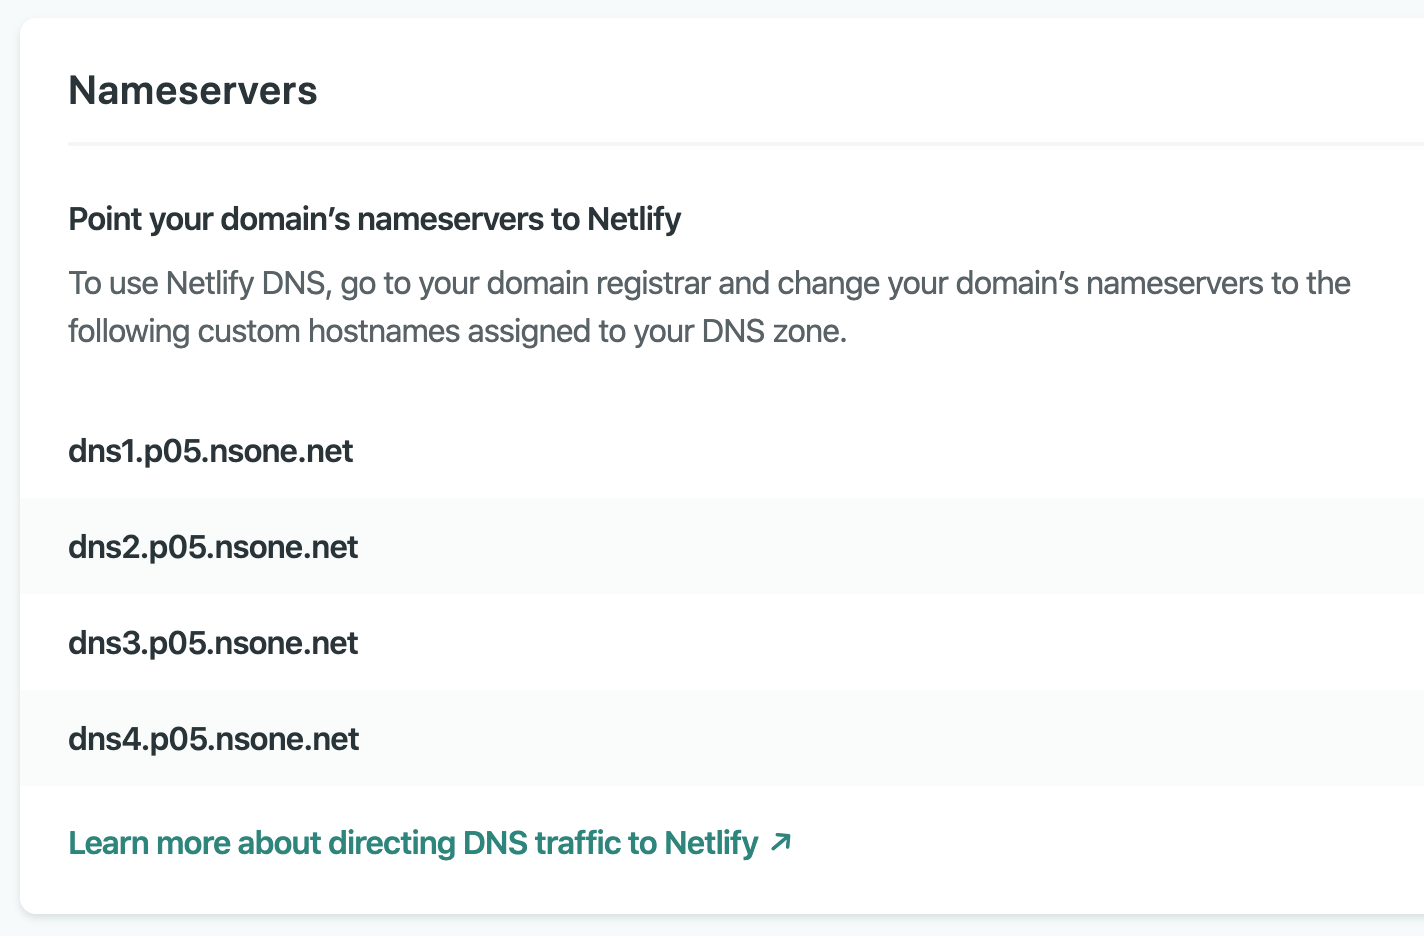 Nameservers
Point your domain’s nameservers to Netlify
To use Netlify DNS, go to your domain registrar and change your domain’s nameservers to the
following custom hostnames assigned to your DNS zone.
dns1.p05.nsone.net
dns2.p05.nsone.net
dns3.p05.nsone.net
dns4.p05.nsone.net
Learn more about directing DNS traffic to Netlify ↗